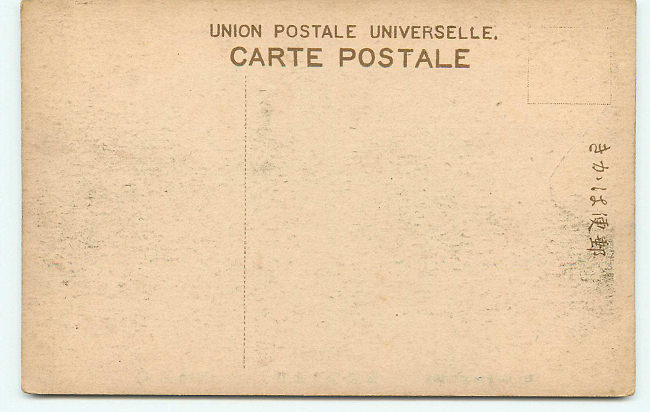 UNION POSTALE UNIVERSELLE.
CARTE POSTALE
きかは便郵